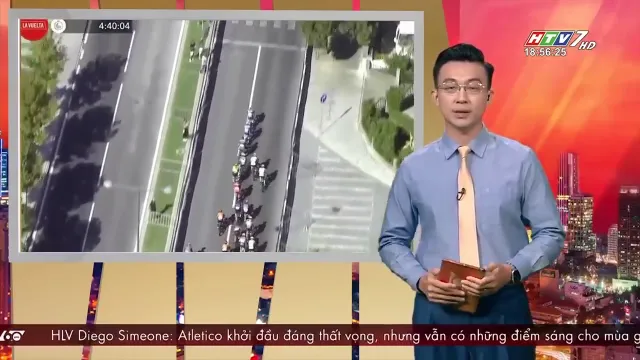 LA VUELTA
4:40:04
HTV7 HD
18:56:25
60
HLV Diego Simeone: Atletico khởi đầu đáng thất vọng, nhưng vẫn có những điểm sáng cho mùa g